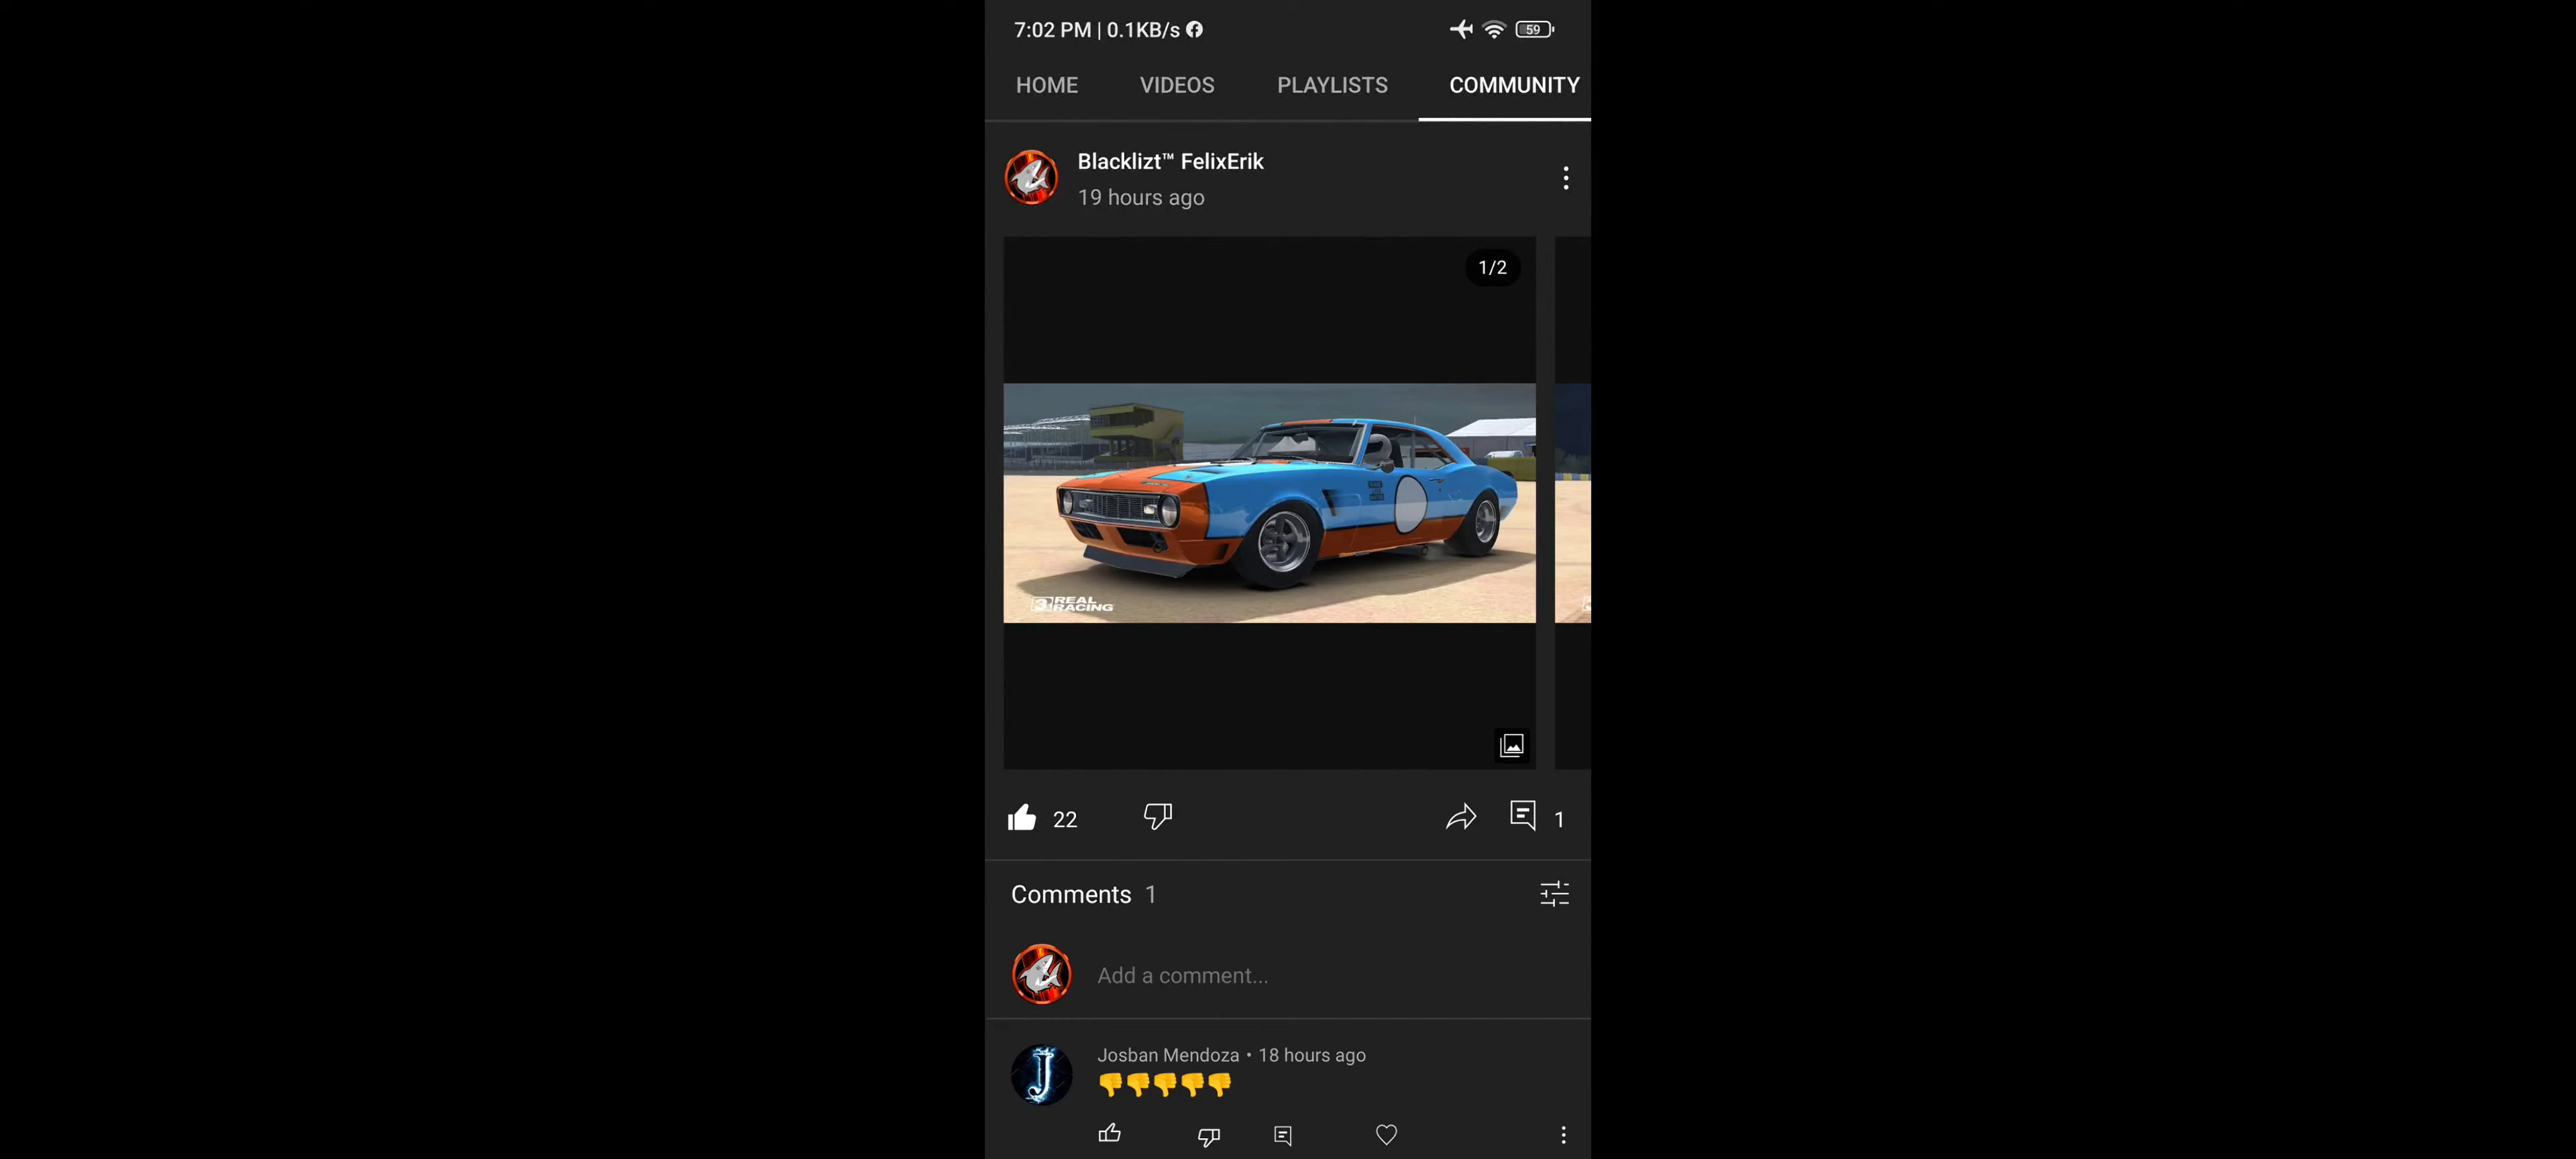 7:02 PM | 0.1KB/s
59
HOME VIDEOS PLAYLISTS COMMUNITY
Blacklizt™ FelixErik
19 hours ago
1/2
3 REAL RACING
22
1
Comments 1
Add a comment...
Josban Mendoza • 18 hours ago
👎👎👎👎👎